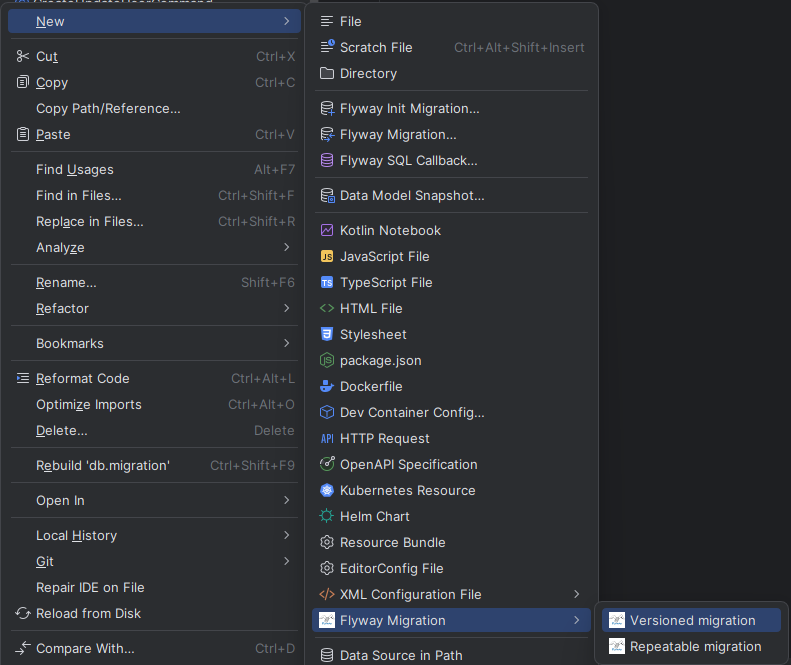 New
Cut Ctrl+X
Copy Ctrl+C
Copy Path/Reference...
Paste Ctrl+V
Find Usages Alt+F7
Find in Files... Ctrl+Shift+F
Replace in Files... Ctrl+Shift+R
Analyze
Rename... Shift+F6
Refactor
Bookmarks
Reformat Code Ctrl+Alt+L
Optimize Imports Ctrl+Alt+O
Delete... Delete
Rebuild 'db.migration' Ctrl+Shift+F9
Open In
Local History
Git
Repair IDE on File
Reload from Disk
Compare With... Ctrl+D
File
Scratch File Ctrl+Alt+Shift+Insert
Directory
Flyway Init Migration...
Flyway Migration...
Flyway SQL Callback...
Data Model Snapshot...
Kotlin Notebook
JS JavaScript File
TS TypeScript File
HTML File
Stylesheet
package.json
Dockerfile
Dev Container Config...
API HTTP Request
OpenAPI Specification
Kubernetes Resource
Helm Chart
Resource Bundle
EditorConfig File
</> XML Configuration File
Flyway Migration
Data Source in Path
Versioned migration
Repeatable migration